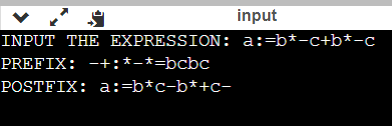 input
INPUT THE EXPRESSION: a:=b*-c+b*-c
PREFIX: -+:*-*=bcbc
POSTFIX: a:=b*c-b*+c-